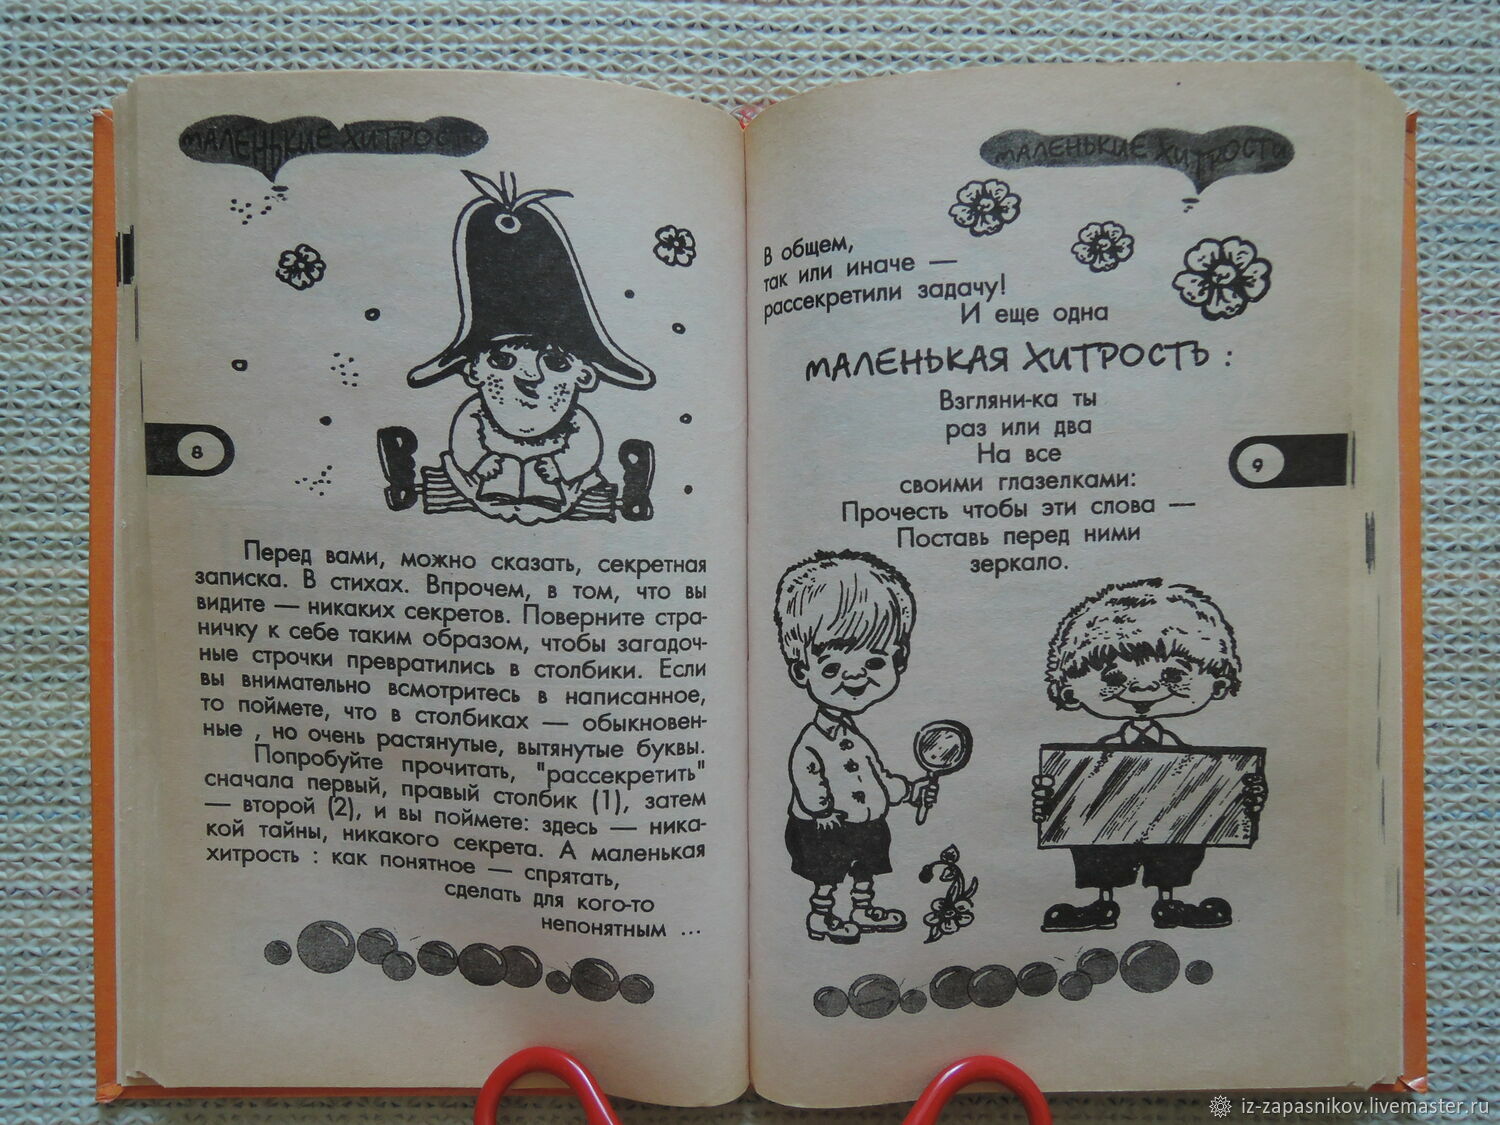 МАЛЕНЬКИЕ ХИТРОСТИ
8
Перед вами, можно сказать, секретная
записка. В стихах. Впрочем, в том, что вы
видите — никаких секретов. Поверните стра-
ничку к себе таким образом, чтобы загадоч-
ные строчки превратились в столбики. Если
вы внимательно всмотритесь в написанное,
то поймете, что в столбиках — обыкновен-
ные , но очень растянутые, вытянутые буквы.
Попробуйте прочитать, "рассекретить"
сначала первый, правый столбик (1), затем
— второй (2), и вы поймете: здесь — ника-
кой тайны, никакого секрета. А маленькая
хитрость : как понятное — спрятать,
сделать для кого-то
непонятным ...
МАЛЕНЬКИЕ ХИТРОСТИ
В общем,
так или иначе —
рассекретили задачу!
И еще одна
МАЛЕНЬКАЯ ХИТРОСТЬ :
Взгляни-ка ты
раз или два
На все
своими глазелками:
Прочесть чтобы эти слова —
Поставь перед ними
зеркало.
9
iz-zapasnikov.livemaster.ru